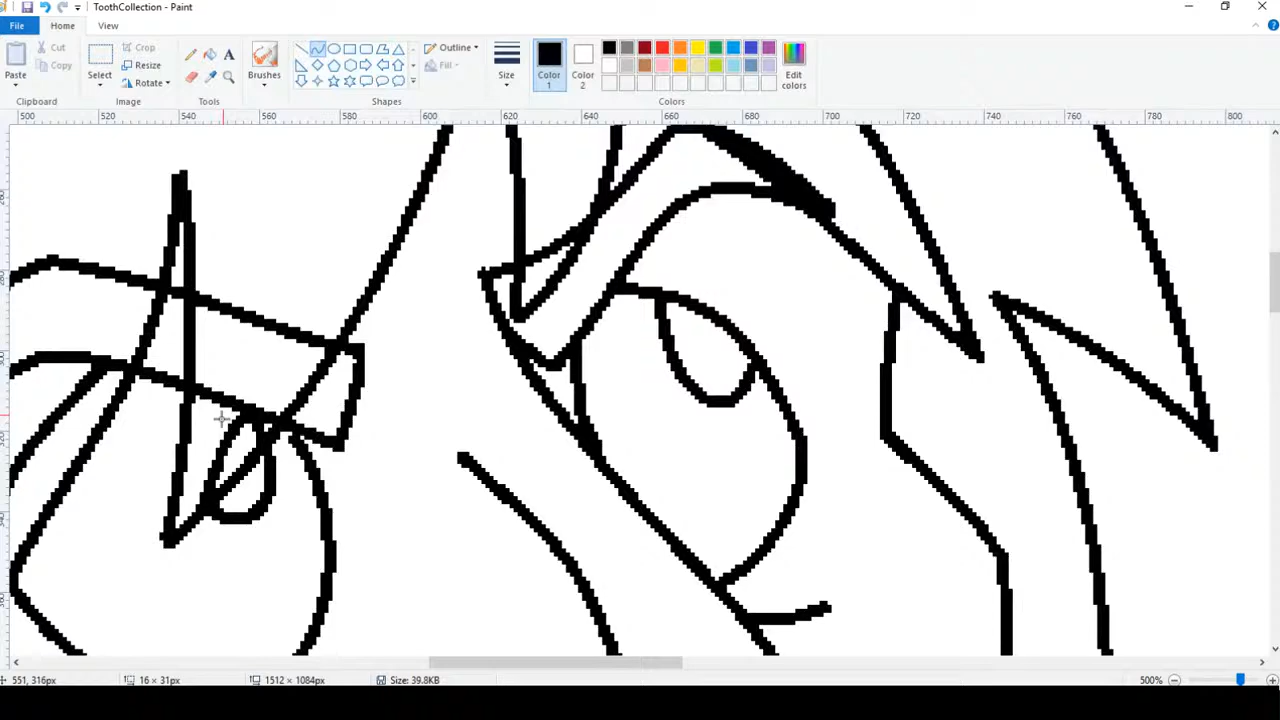 ToothCollection - Paint
File Home View
Paste
Cut
Copy
Clipboard
Select
Crop
Resize
Rotate
Image
A
Tools
Brushes
Outline
Fill
Shapes
Size
Color 1
Color 2
Edit colors
Colors
500 520 540 560 580 600 620 640 660 680 700 720 740 760 780 800
551, 316px
16 × 31px
1512 × 1084px
Size: 39.8KB
500%